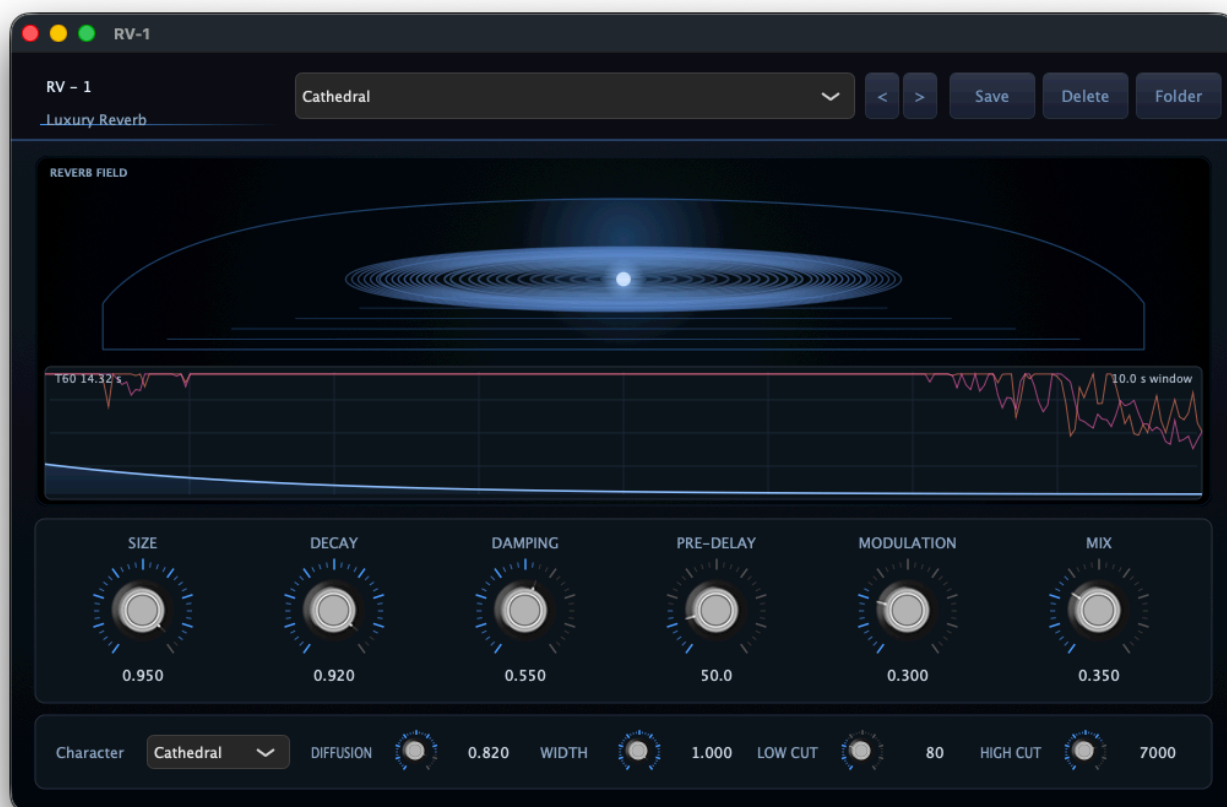 RV-1
RV – 1
Luxury Reverb
Cathedral
<
>
Save
Delete
Folder
REVERB FIELD
T60 14.32 s
10.0 s window
SIZE
DECAY
DAMPING
PRE-DELAY
MODULATION
MIX
0.950
0.920
0.550
50.0
0.300
0.350
Character
Cathedral
DIFFUSION
0.820
WIDTH
1.000
LOW CUT
80
HIGH CUT
7000